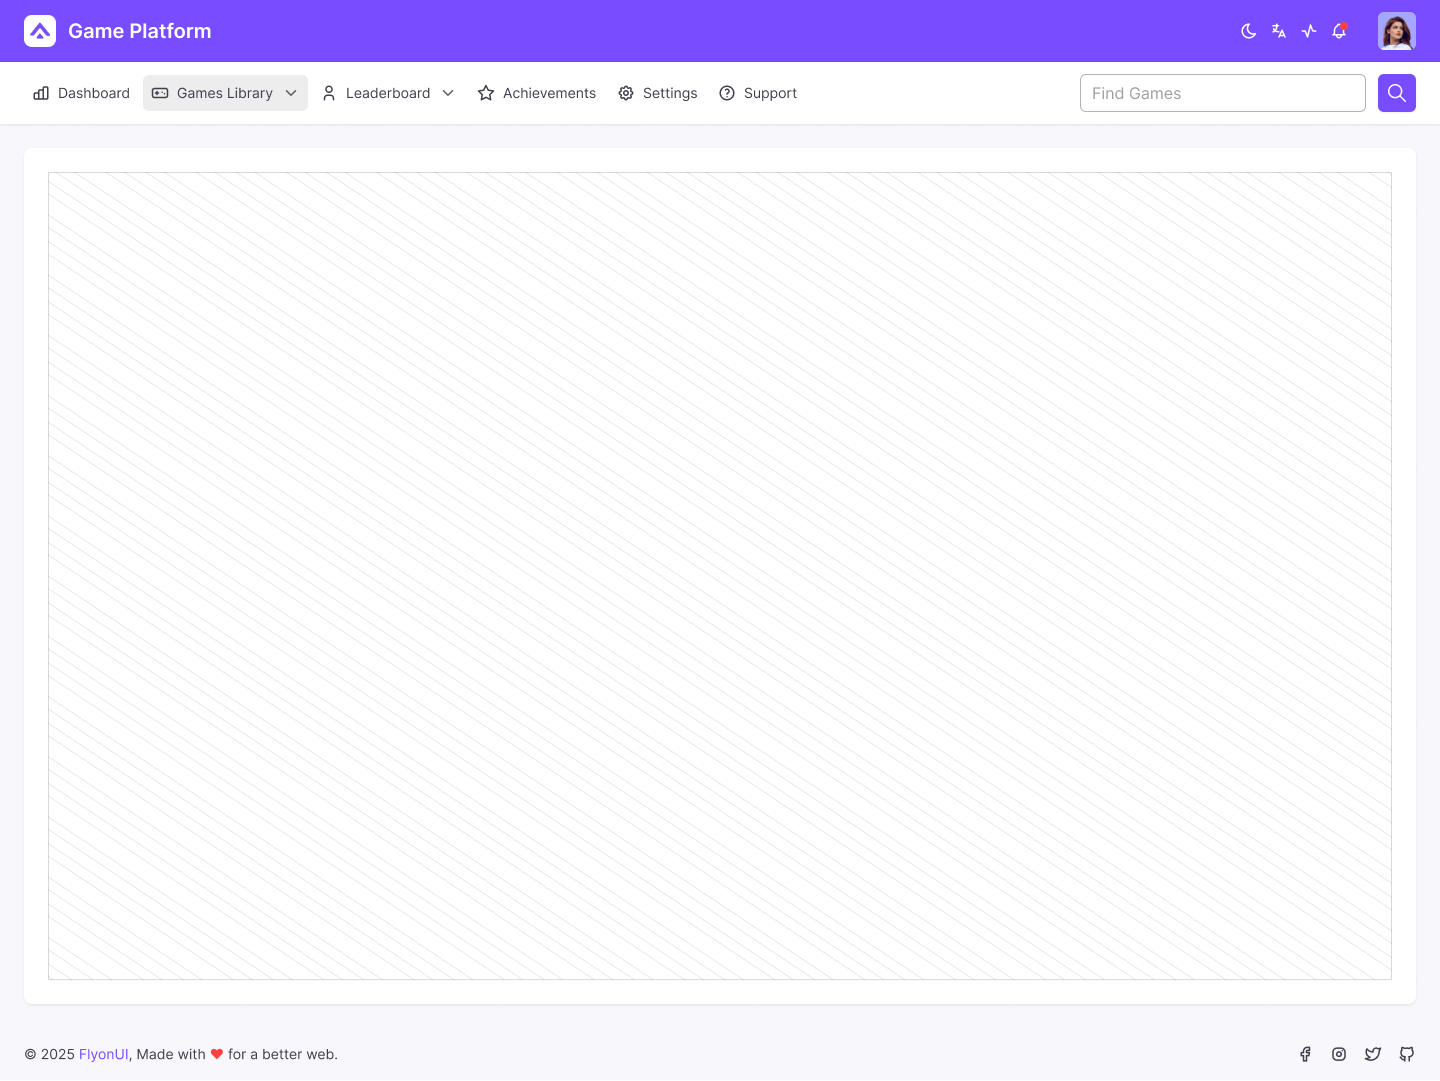 Game Platform
Dashboard Games Library Leaderboard Achievements Settings Support Find Games
© 2025 FlyonUI, Made with ❤ for a better web.